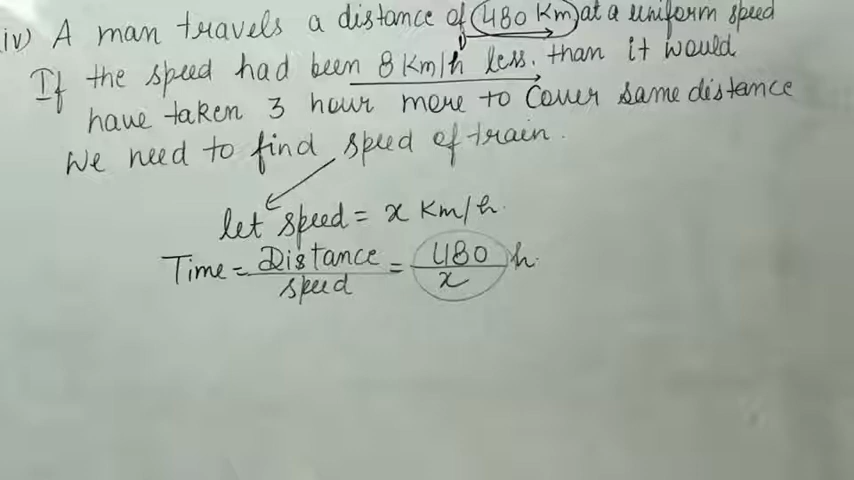 iv) A man travels a distance of 480 Km at a uniform speed
If the speed had been 8 Km/h less. than it would
have taken 3 hour more to Cover same distance
We need to find speed of train.
let speed = x Km/h.
Time = Distance/speed = 480/x h.